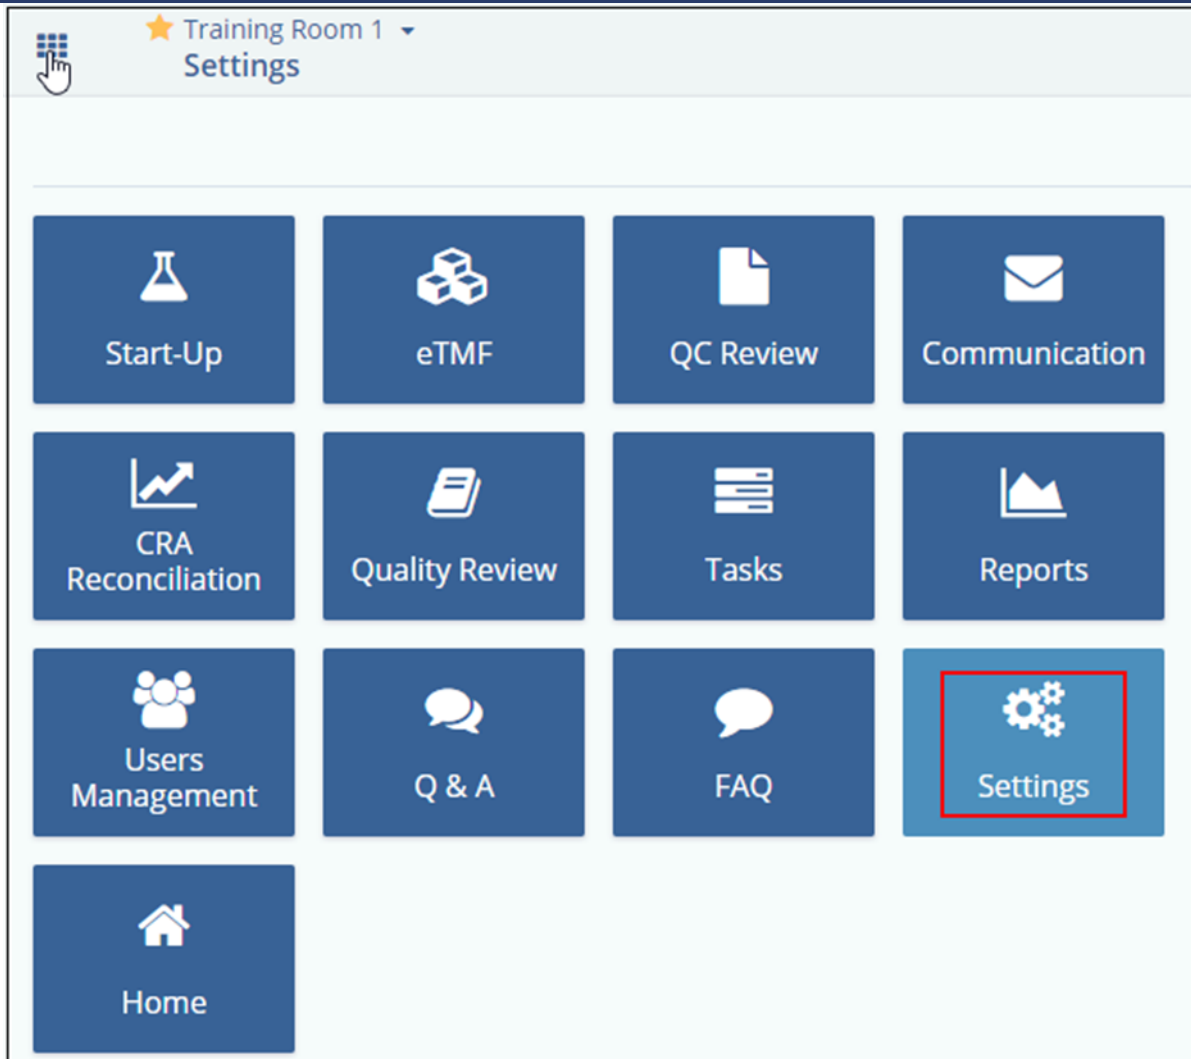 Training Room 1
Settings
Start-Up
eTMF
QC Review
Communication
CRA
Reconciliation
Quality Review
Tasks
Reports
Users
Management
Q & A
FAQ
Settings
Home